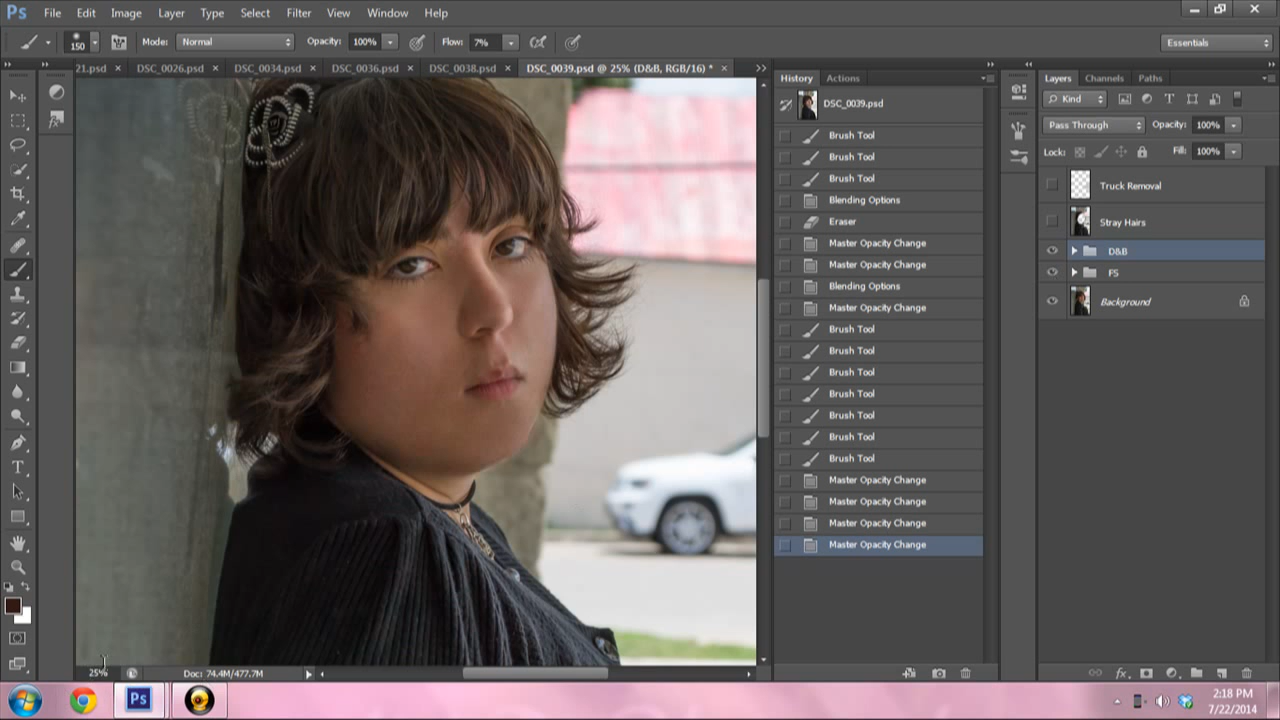 Ps File Edit Image Layer Type Select Filter View Window Help
150 Mode: Normal Opacity: 100% Flow: 7% Essentials
21.psd × DSC_0026.psd × DSC_0034.psd × DSC_0036.psd × DSC_0038.psd × DSC_0039.psd @ 25% (D&B, RGB/16) * ×
History Actions
DSC_0039.psd
Brush Tool
Brush Tool
Brush Tool
Blending Options
Eraser
Master Opacity Change
Master Opacity Change
Blending Options
Master Opacity Change
Brush Tool
Brush Tool
Brush Tool
Brush Tool
Brush Tool
Brush Tool
Brush Tool
Master Opacity Change
Master Opacity Change
Master Opacity Change
Master Opacity Change
Layers Channels Paths
Kind
Pass Through Opacity: 100%
Lock: Fill: 100%
Truck Removal
Stray Hairs
D&B
FS
Background
25% Doc: 74.4M/477.7M
fx
Ps
2:18 PM
7/22/2014